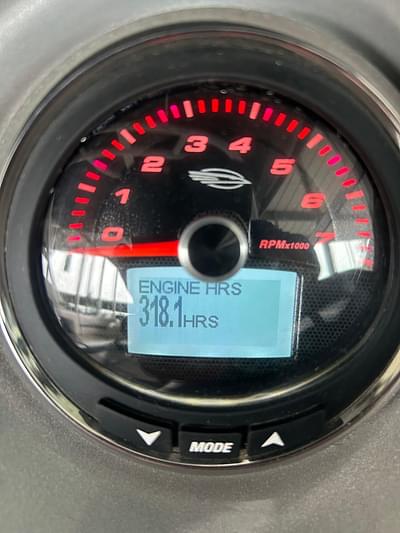 0
1
2
3
4
5
6
7
RPMx1000
ENGINE HRS
318.1HRS
MODE